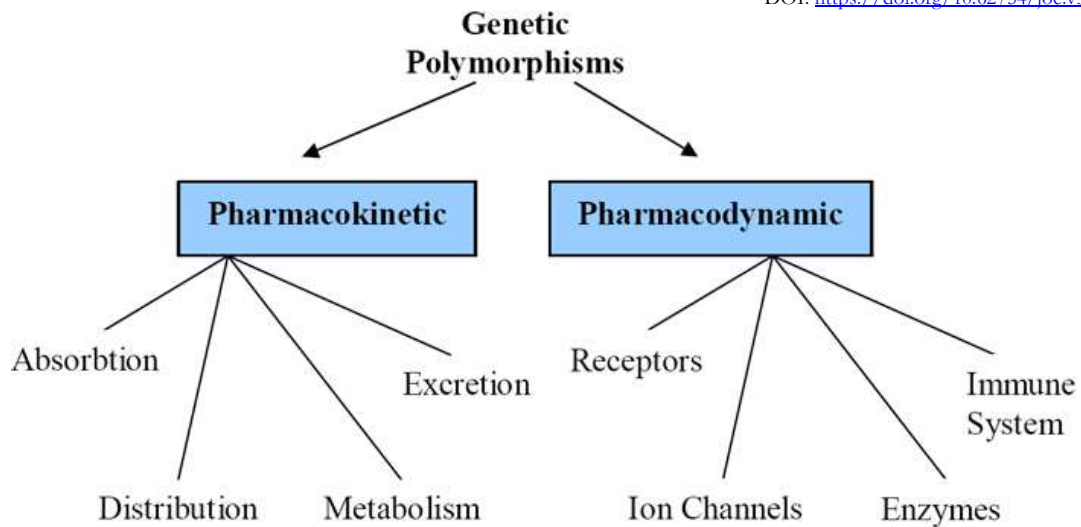 Genetic
Polymorphisms
Pharmacokinetic
Pharmacodynamic
Absorbtion
Excretion
Distribution
Metabolism
Receptors
Immune
System
Ion Channels
Enzymes